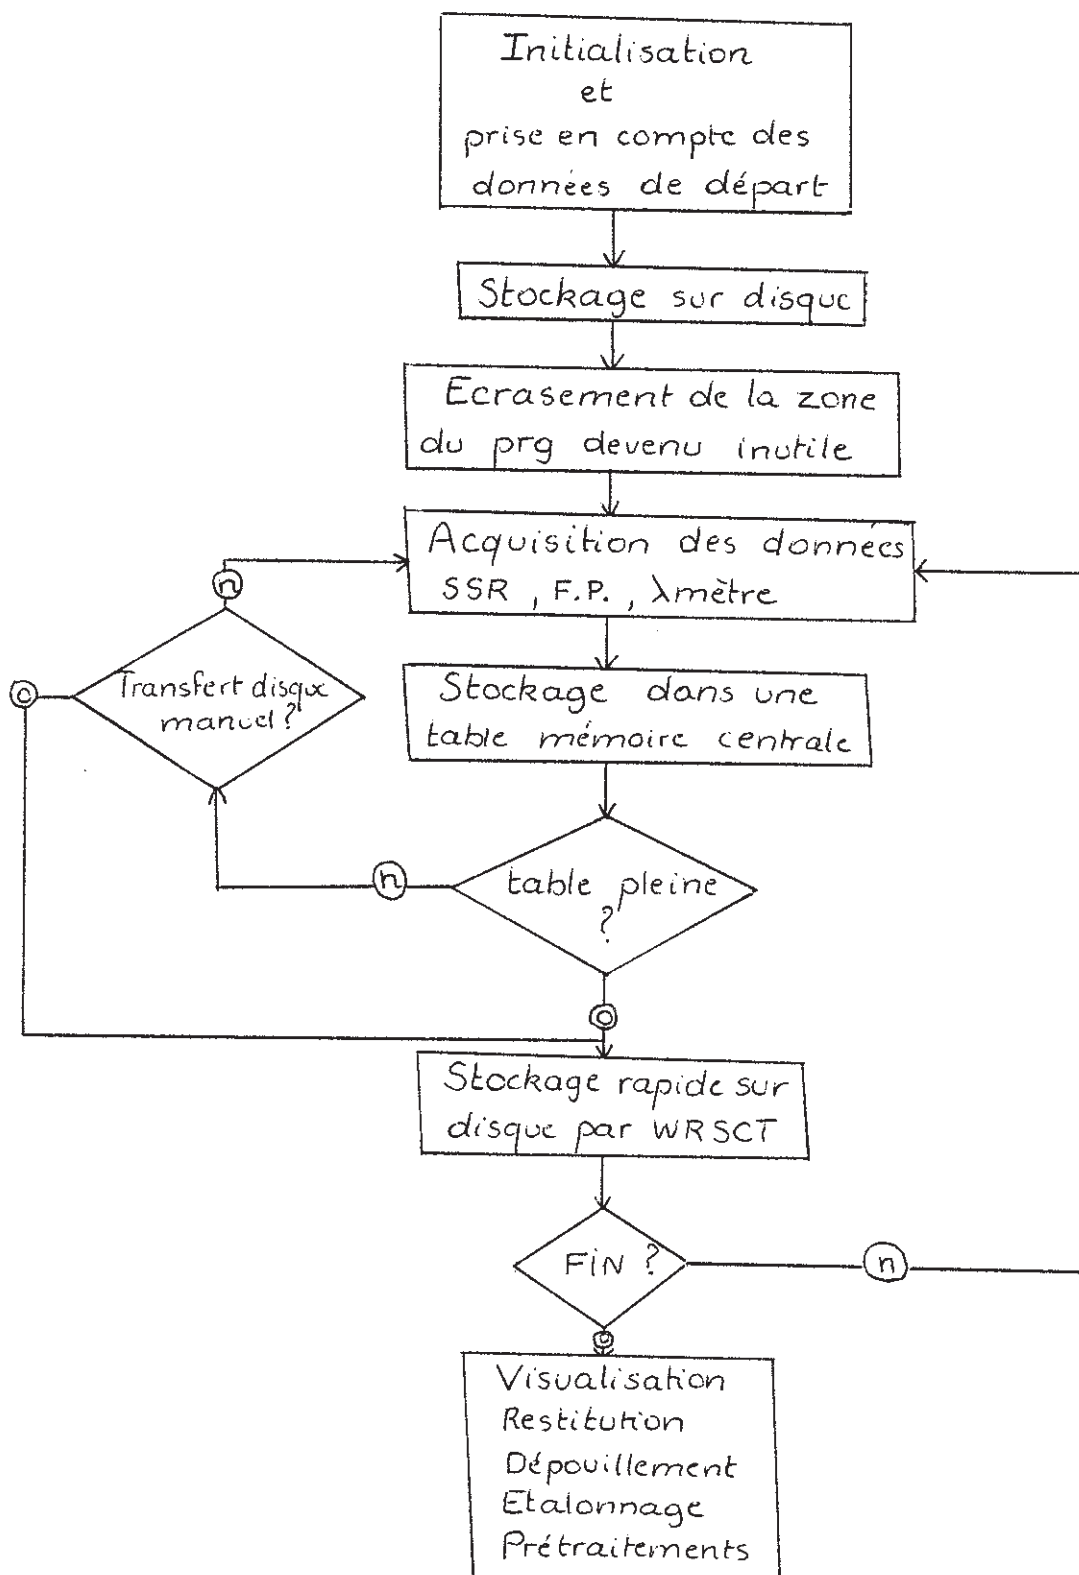 Initialisation
et
prise en compte des
données de départ
Stockage sur disque
Ecrasement de la zone
du prg devenu inutile
Acquisition des données
SSR , F.P. , λmètre
n
o
Transfert disque
manuel ?
Stockage dans une
table mémoire centrale
n
table pleine
?
o
Stockage rapide sur
disque par WRSCT
FiN ?
n
o
Visualisation
Restitution
Dépouillement
Etalonnage
Prétraitements